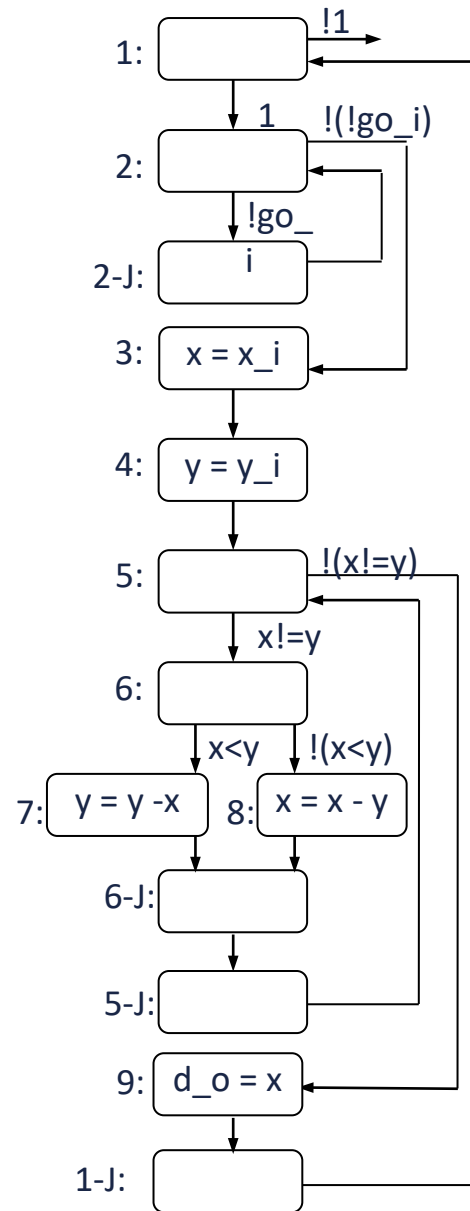 !1
1:
1
!(!go_i)
2:
!go_
i
2-J:
3:
x = x_i
4:
y = y_i
!(x!=y)
5:
x!=y
6:
x<y
!(x<y)
7:
y = y -x
8:
x = x - y
6-J:
5-J:
9:
d_o = x
1-J: